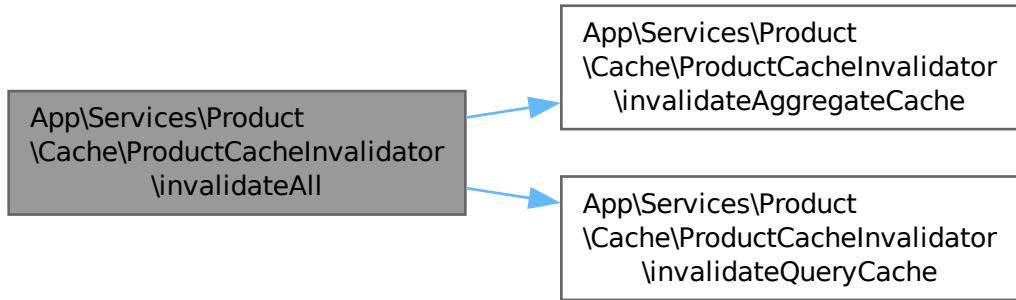 App\Services\Product
\Cache\ProductCacheInvalidator
\invalidateAll
App\Services\Product
\Cache\ProductCacheInvalidator
\invalidateAggregateCache
App\Services\Product
\Cache\ProductCacheInvalidator
\invalidateQueryCache